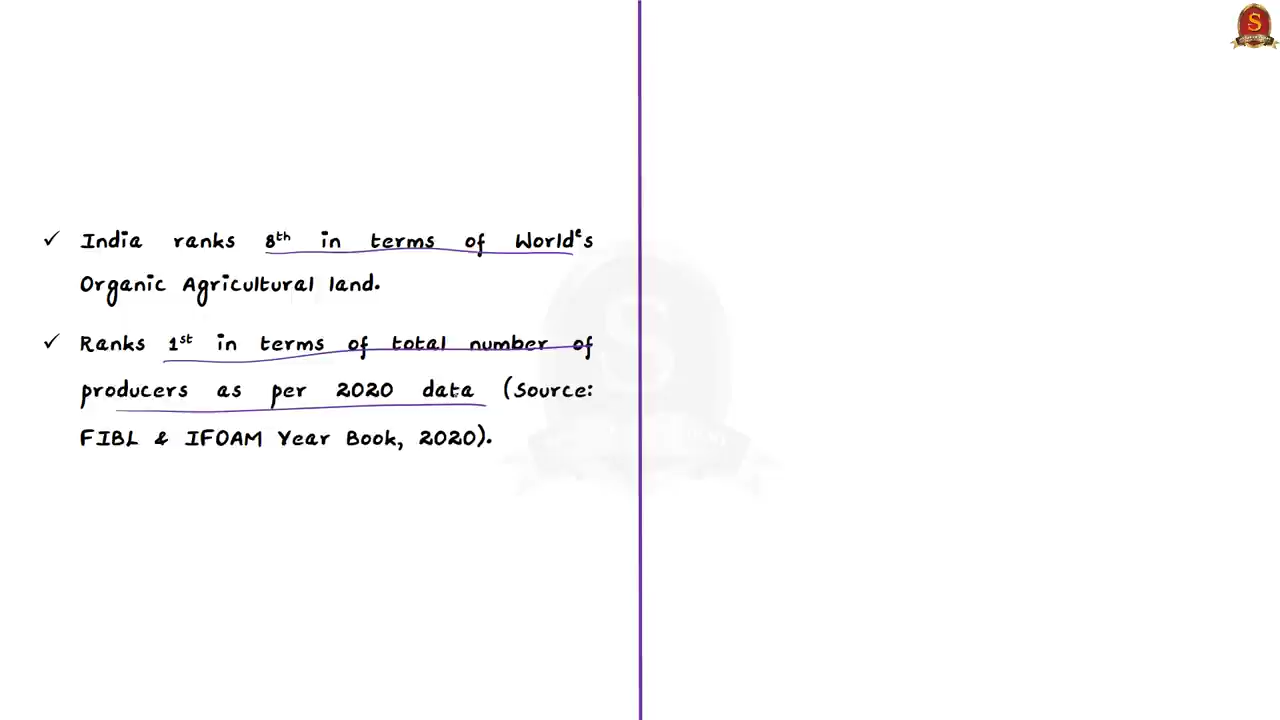 ✓ India ranks 8th in terms of World's
Organic Agricultural land.
✓ Ranks 1st in terms of total number of
producers as per 2020 data (Source:
FIBL & IFOAM Year Book, 2020).
S